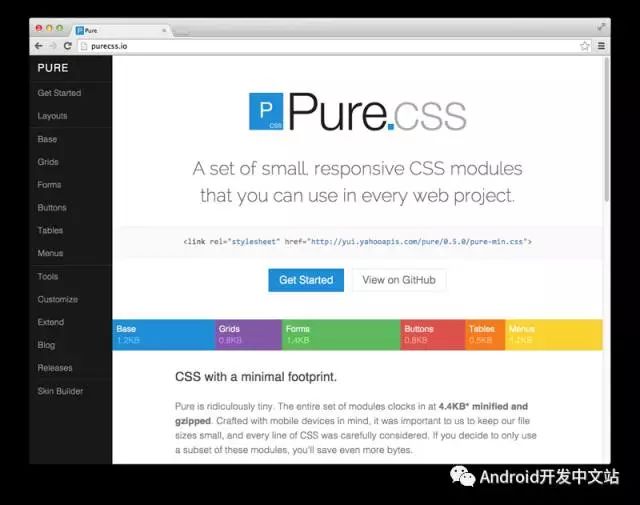 Pure
purecss.io
PURE
Get Started
Layouts
Base
Grids
Forms
Buttons
Tables
Menus
Tools
Customize
Extend
Blog
Releases
Skin Builder
P
CSS
Pure.css
A set of small, responsive CSS modules
that you can use in every web project.
<link rel="stylesheet" href="http://yui.yahooapis.com/pure/0.5.0/pure-min.css">
Get Started View on GitHub
Base Grids Forms Buttons Tables Menus
1.2KB 0.8KB 1.4KB 0.8KB 0.5KB 1.2KB
CSS with a minimal footprint.
Pure is ridiculously tiny. The entire set of modules clocks in at 4.4KB* minified and
gzipped. Crafted with mobile devices in mind, it was important to us to keep our file
sizes small, and every line of CSS was carefully considered. If you decide to only use
a subset of these modules, you'll save even more bytes.
Android开发中文站